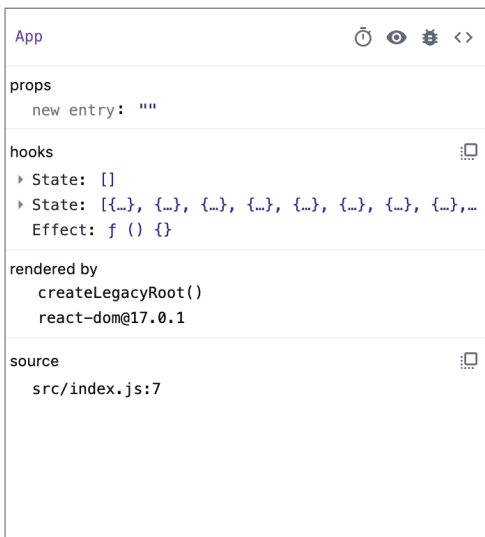 App
props
new entry: ""
hooks
State: []
State: [{…}, {…}, {…}, {…}, {…}, {…}, {…}, {…},…
Effect: ƒ () {}
rendered by
createLegacyRoot()
react-dom@17.0.1
source
src/index.js:7